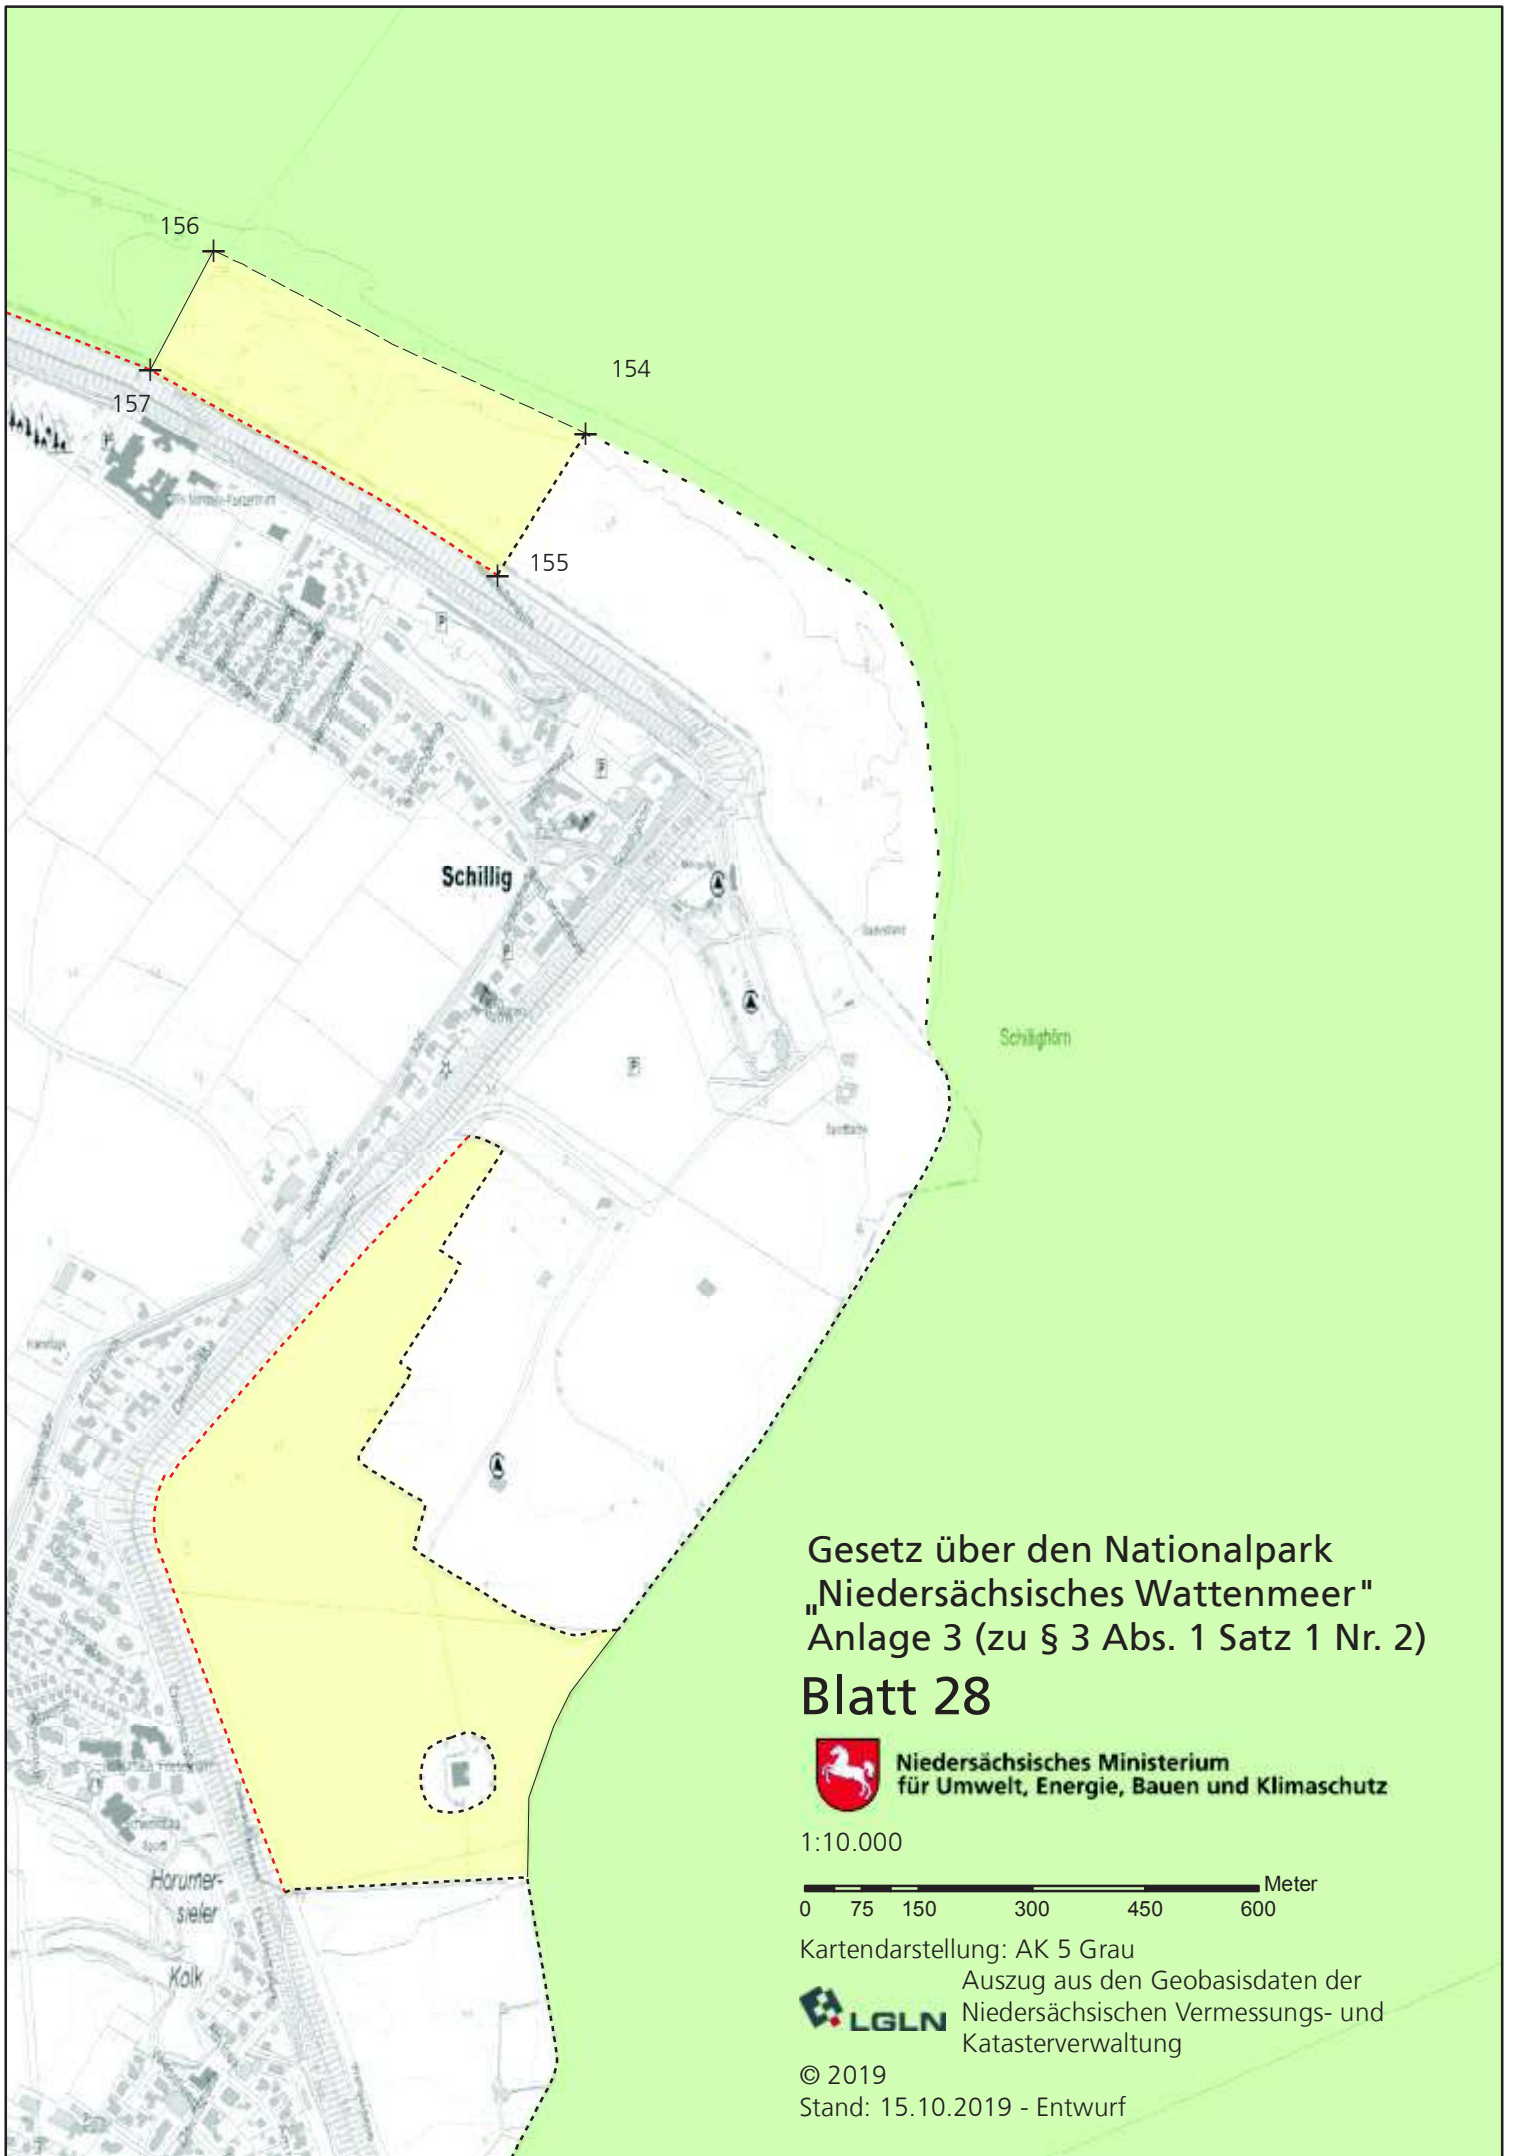 156
154
157
P
155
P
P
Schillig
P
Schillighörn
P
Gesetz über den Nationalpark
„Niedersächsisches Wattenmeer"
Anlage 3 (zu § 3 Abs. 1 Satz 1 Nr. 2)
Blatt 28
Niedersächsisches Ministerium
für Umwelt, Energie, Bauen und Klimaschutz
1:10.000
Meter
0 75 150 300 450 600
Horumer-
sieler
Kolk
Kartendarstellung: AK 5 Grau
Auszug aus den Geobasisdaten der
LGLN Niedersächsischen Vermessungs- und
Katasterverwaltung
© 2019
Stand: 15.10.2019 - Entwurf